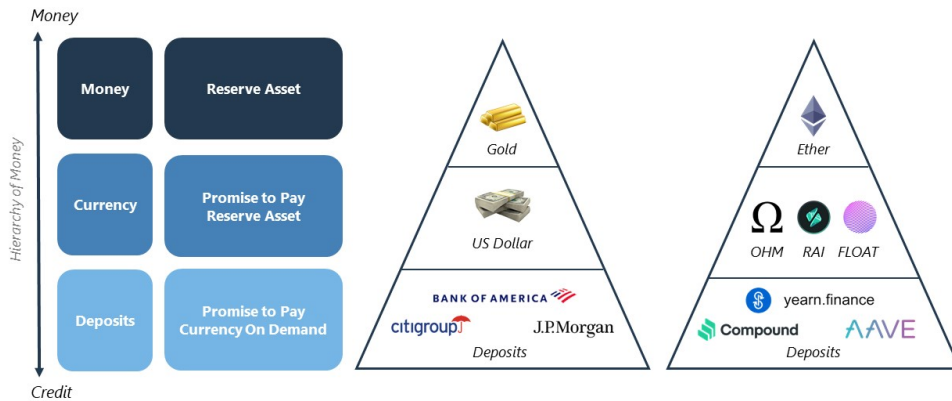 Money
Hierarchy of Money
Money
Reserve Asset
Currency
Promise to Pay
Reserve Asset
Deposits
Promise to Pay
Currency On Demand
Credit
Gold
US Dollar
BANK OF AMERICA
citigroup
J.P.Morgan
Deposits
Ether
Ω
OHM RAI FLOAT
yearn.finance
Compound
AAVE
Deposits